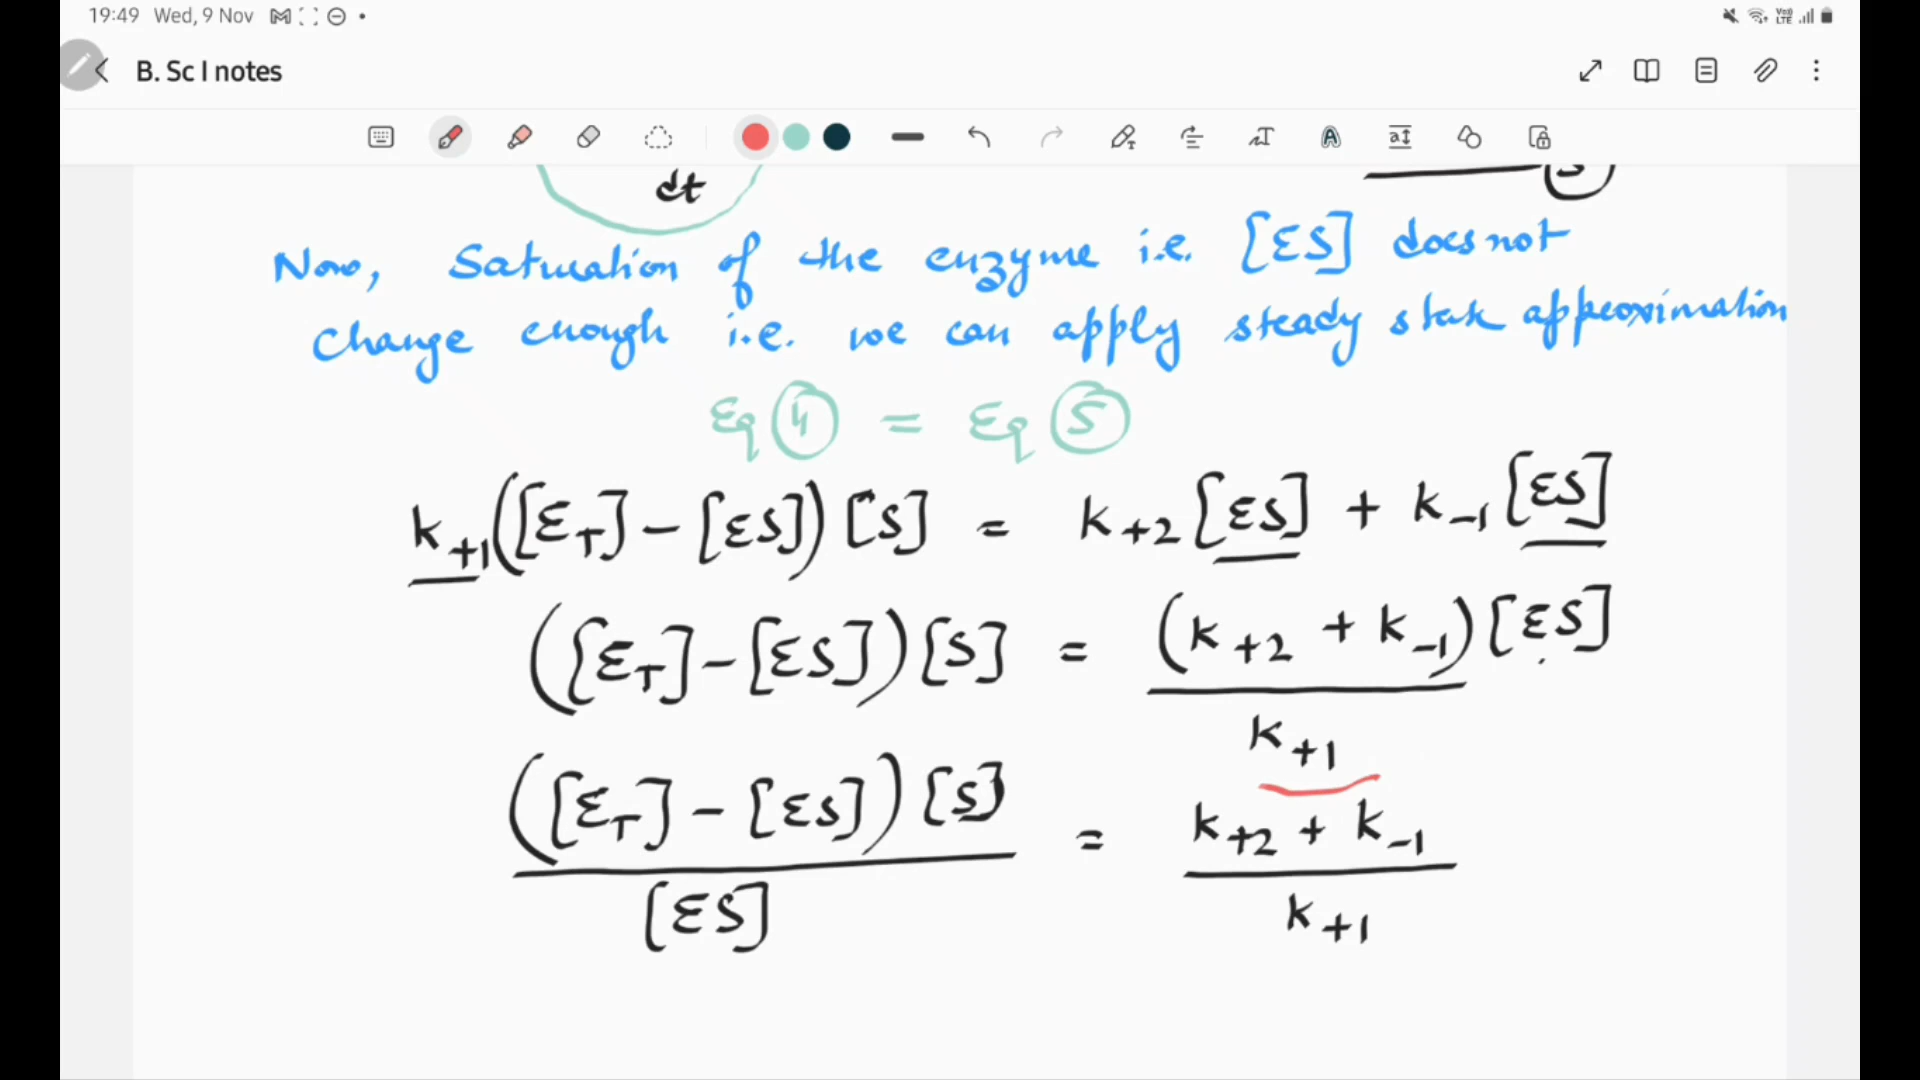 19:49 Wed, 9 Nov
B. Sc I notes
dt
Now, Saturation of the enzyme i.e. [ES] does not
change enough i.e. we can apply steady state approximation
Eq 4 = Eq 5
k+1([ET] - [ES])[S] = k+2[ES] + k-1[ES]
([ET] - [ES])[S] = (k+2 + k-1)[ES]
k+1
([ET] - [ES])[S] = k+2 + k-1
[ES] k+1